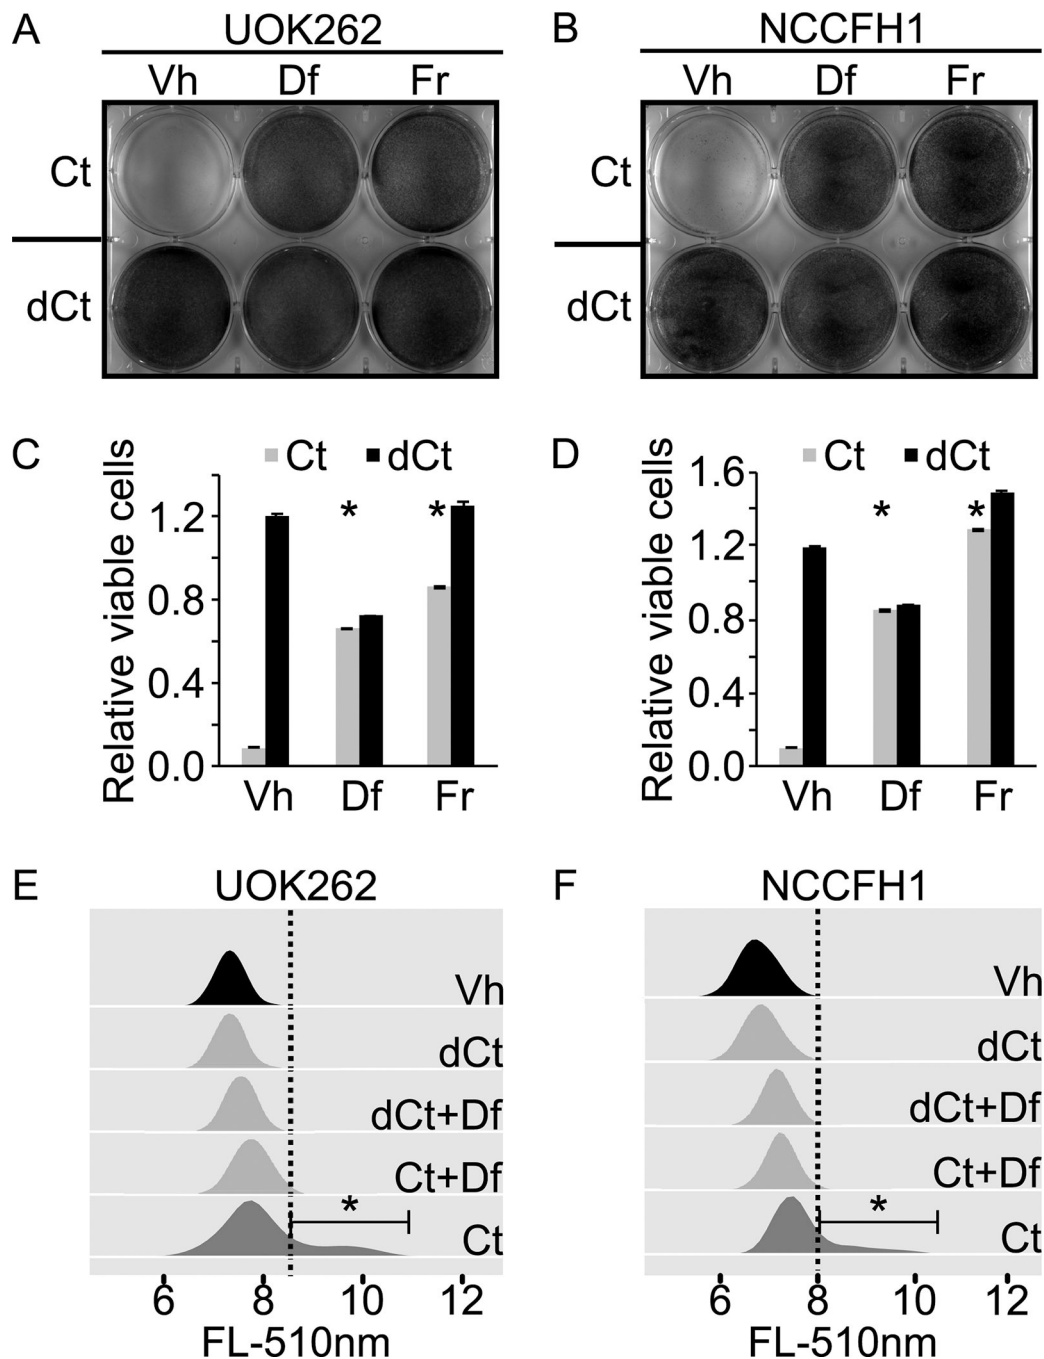 A UOK262
Vh Df Fr
Ct
dCt
B NCCFH1
Vh Df Fr
Ct
dCt
C Ct dCt
Relative viable cells
*
*
1.2
0.8
0.4
0.0
Vh Df Fr
D Ct dCt
Relative viable cells
*
*
1.6
1.2
0.8
0.4
0.0
Vh Df Fr
E UOK262
Vh
dCt
dCt+Df
Ct+Df
*
Ct
6 8 10 12
FL-510nm
F NCCFH1
Vh
dCt
dCt+Df
Ct+Df
*
Ct
6 8 10 12
FL-510nm